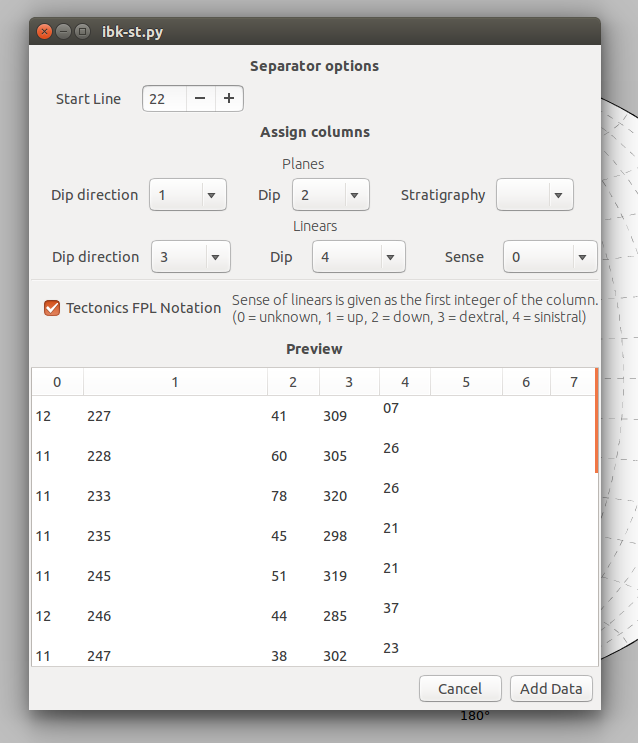 ibk-st.py
Separator options
Start Line 22 − +
Assign columns
Planes
Dip direction 1 Dip 2 Stratigraphy
Linears
Dip direction 3 Dip 4 Sense 0
Tectonics FPL Notation
Sense of linears is given as the first integer of the column.
(0 = unknown, 1 = up, 2 = down, 3 = dextral, 4 = sinistral)
Preview
0 1 2 3 4 5 6 7
12 227 41 309 07
11 228 60 305 26
11 233 78 320 26
11 235 45 298 21
11 245 51 319 21
12 246 44 285 37
11 247 38 302 23
Cancel Add Data
180°